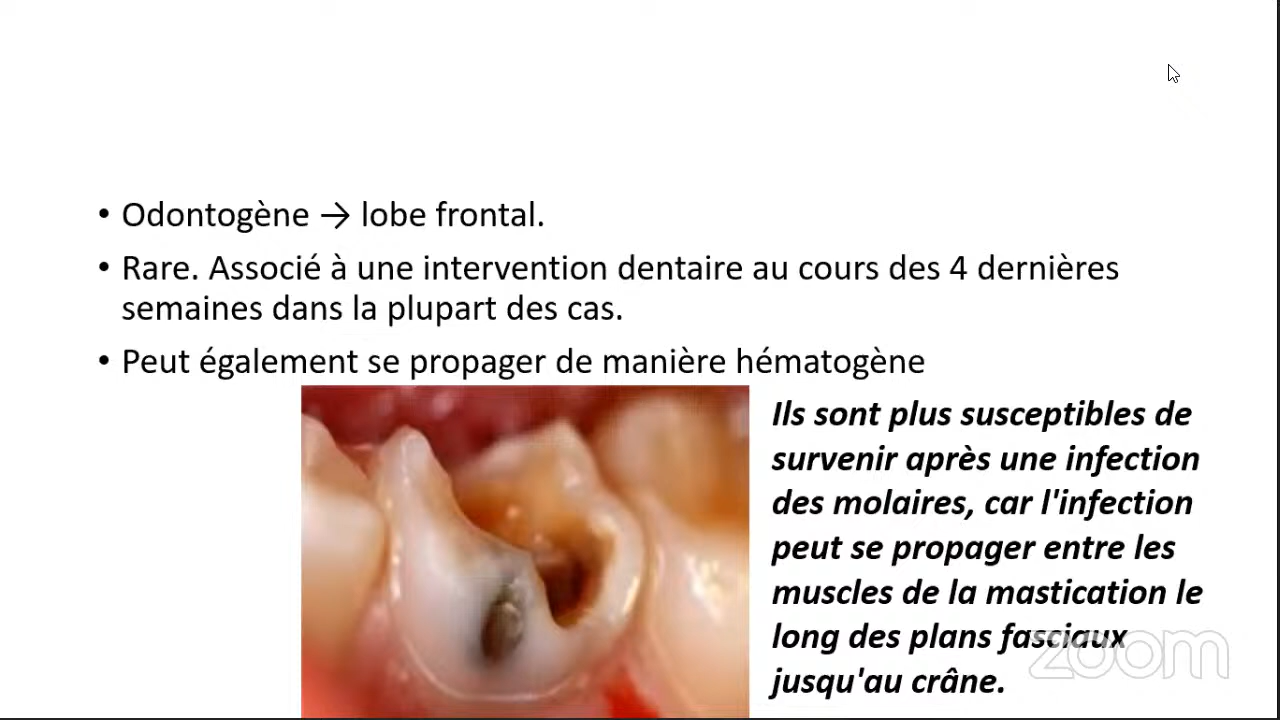 • Odontogène → lobe frontal.
• Rare. Associé à une intervention dentaire au cours des 4 dernières
semaines dans la plupart des cas.
• Peut également se propager de manière hématogène
Ils sont plus susceptibles de
survenir après une infection
des molaires, car l'infection
peut se propager entre les
muscles de la mastication le
long des plans fasciaux
jusqu'au crâne.
zoom